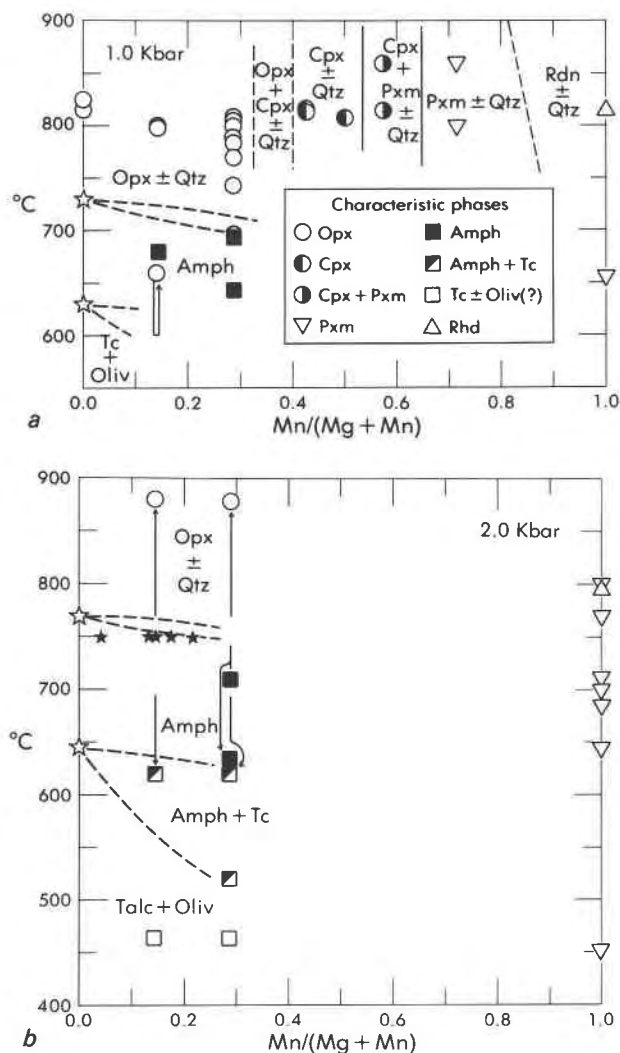 900
1.0 Kbar
Opx
+
Cpx
±
Qtz
Cpx
±
Qtz
Cpx
+
Pxm
±
Qtz
Pxm ± Qtz
Rdn
±
Qtz
800
Opx ± Qtz
°C
700
Amph
600
Tc
+
Oliv
Characteristic phases
Opx
Amph
Cpx
Amph + Tc
Cpx + Pxm
Tc ± Oliv(?)
Pxm
Rhd
0.0 0.2 0.4 0.6 0.8 1.0
a
Mn/(Mg + Mn)
900
2.0 Kbar
Opx
±
Qtz
800
700
Amph
°C
600
Amph + Tc
Talc + Oliv
450
400
0.0 0.2 0.4 0.6 0.8 1.0
b
Mn/(Mg + Mn)